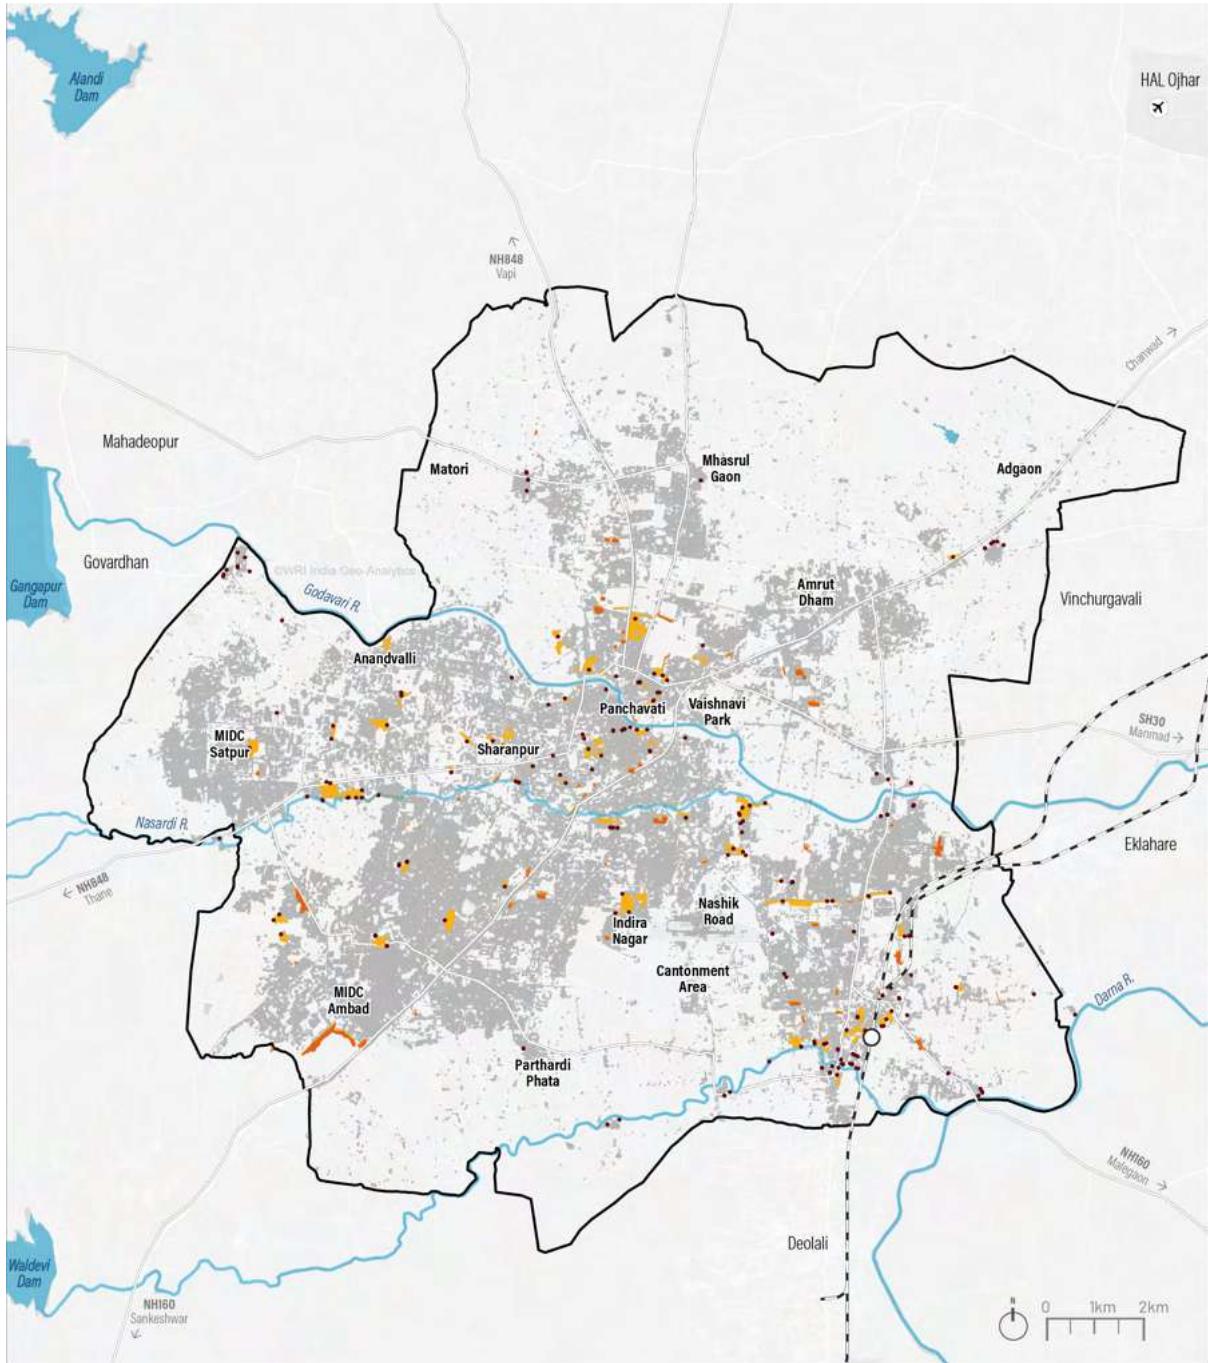 Alandi
Dam
HAL Ojhar
NH848
Vapi
Chanwad
Mahadeopur
Matori
Mhasrul
Gaon
Adgaon
Govardhan
©WRI India Geo-Analytics
Gangapur
Dam
Godavari R.
Amrut
Dham
Vinchurgavali
Anandvalli
Panchavati
Vaishnavi
Park
MIDC
Satpur
Sharanpur
SH30
Manmad
Nasardi R.
Eklahare
NH848
Thane
Indira
Nagar
Nashik
Road
Cantonment
Area
MIDC
Ambad
Darna R.
Parthardi
Phata
NH160
Malegaon
Deolali
Waldevi
Dam
NH160
Sankeshwar
N
0 1km 2km